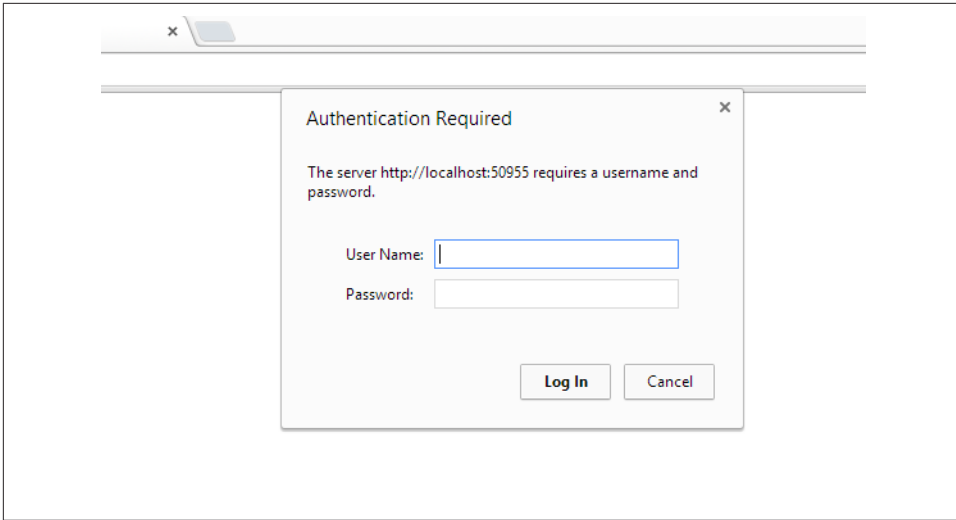 Authentication Required
The server http://localhost:50955 requires a username and
password.
User Name:
Password:
Log In
Cancel